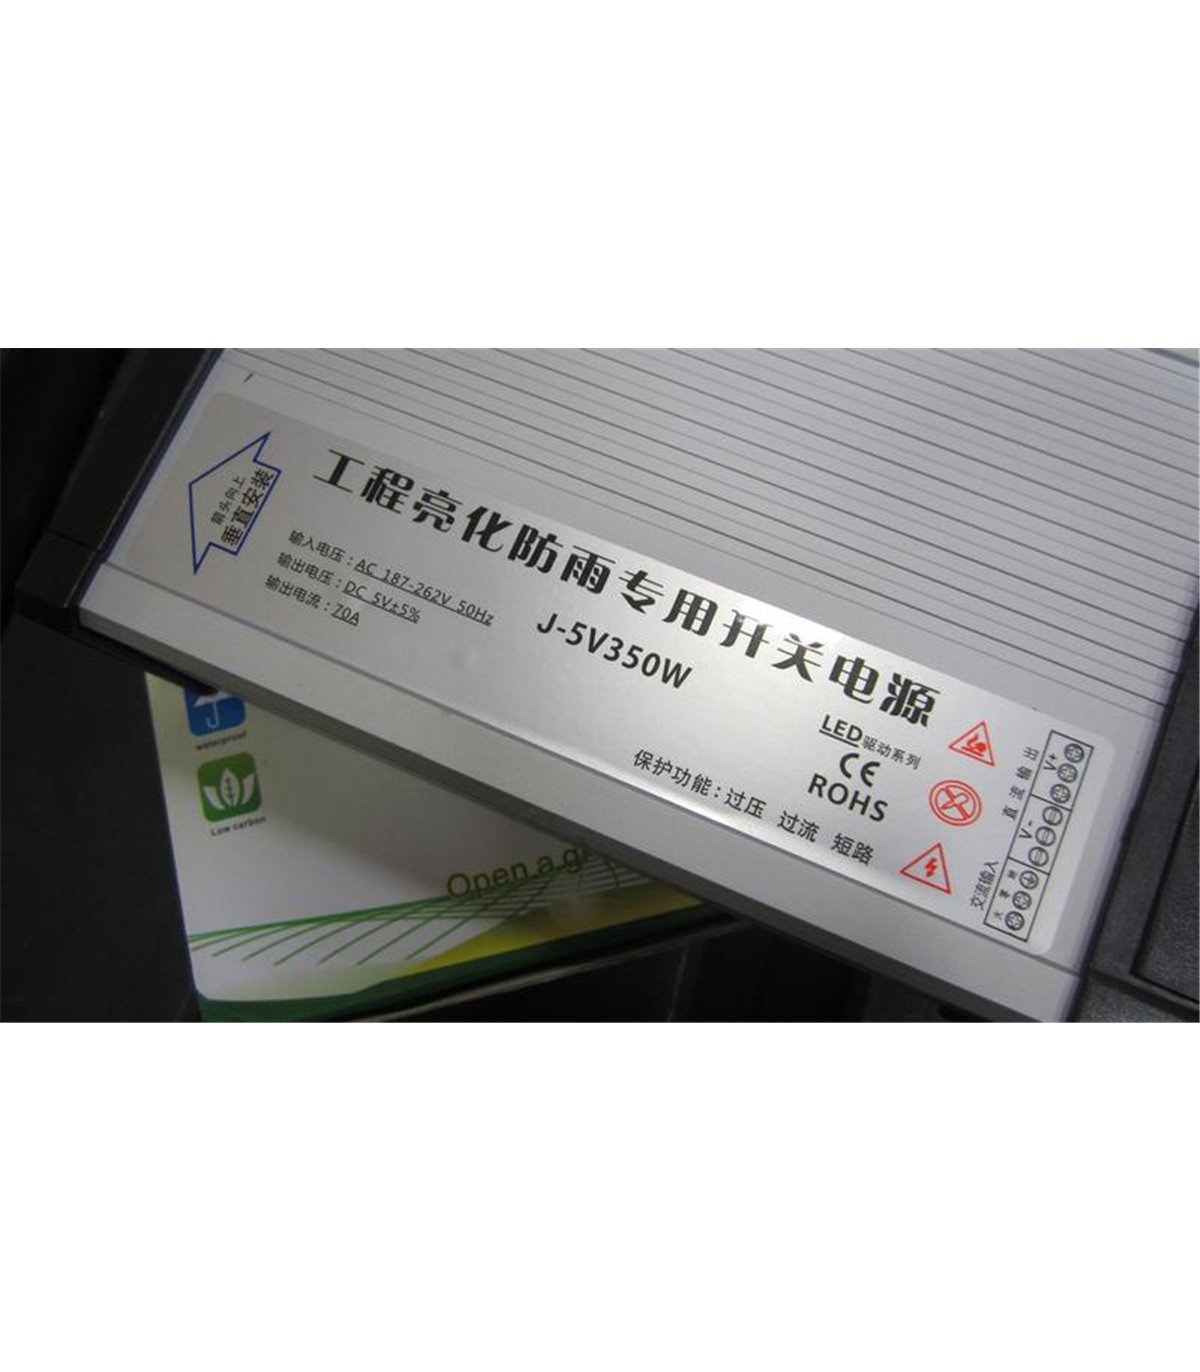 箭头向上
垂直安装
工程亮化防雨专用开关电源
输入电压：AC 187-262V 50Hz
输出电压：DC 5V±5%
输出电流：70A
J-5V350W
LED驱动系列
CE
ROHS
保护功能：过压 过流 短路
直流输出
V+
V-
交流输入
waterproof
Low carbon
Open a gr